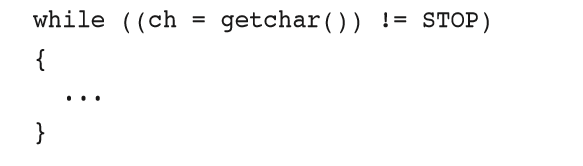 while ((ch = getchar()) != STOP)
{
...
}